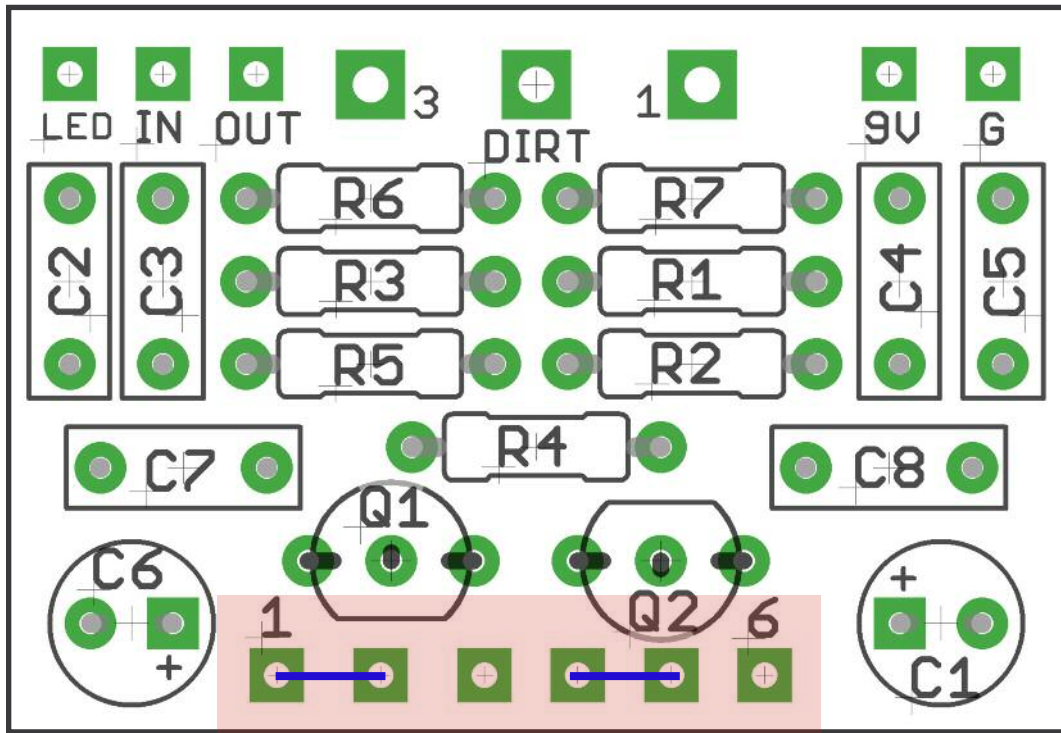 LED IN OUT 3 DIRT 1 9V G
C2 C3 R6 R7 C4 C5
R3 R1
R5 R2
C7 R4 C8
Q1
C6 + 1 Q2 6 + C1